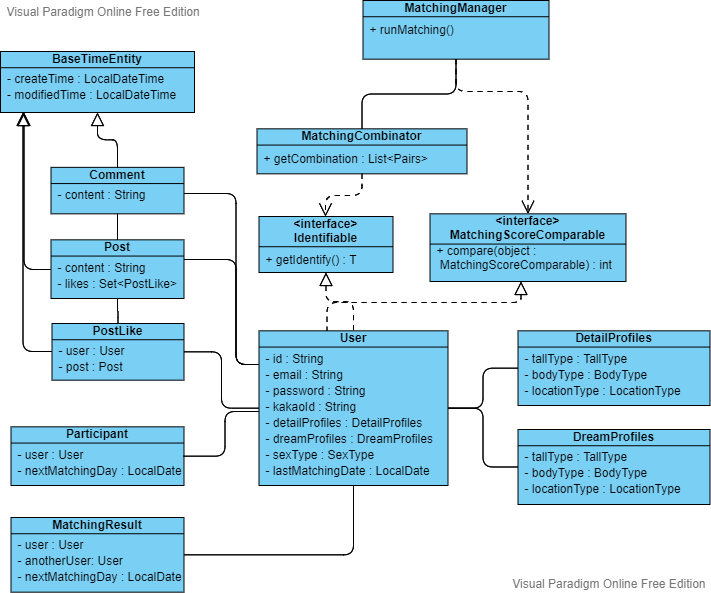 Visual Paradigm Online Free Edition
MatchingManager
+ runMatching()
BaseTimeEntity
- createTime : LocalDateTime
- modifiedTime : LocalDateTime
MatchingCombinator
+ getCombination : List<Pairs>
Comment
- content : String
<interface>
Identifiable
+ getIdentify() : T
<interface>
MatchingScoreComparable
+ compare(object :
MatchingScoreComparable) : int
Post
- content : String
- likes : Set<PostLike>
PostLike
- user : User
- post : Post
User
- id : String
- email : String
- password : String
- kakaoId : String
- detailProfiles : DetailProfiles
- dreamProfiles : DreamProfiles
- sexType : SexType
- lastMatchingDate : LocalDate
DetailProfiles
- tallType : TallType
- bodyType : BodyType
- locationType : LocationType
Participant
- user : User
- nextMatchingDay : LocalDate
DreamProfiles
- tallType : TallType
- bodyType : BodyType
- locationType : LocationType
MatchingResult
- user : User
- anotherUser: User
- nextMatchingDay : LocalDate
Visual Paradigm Online Free Edition